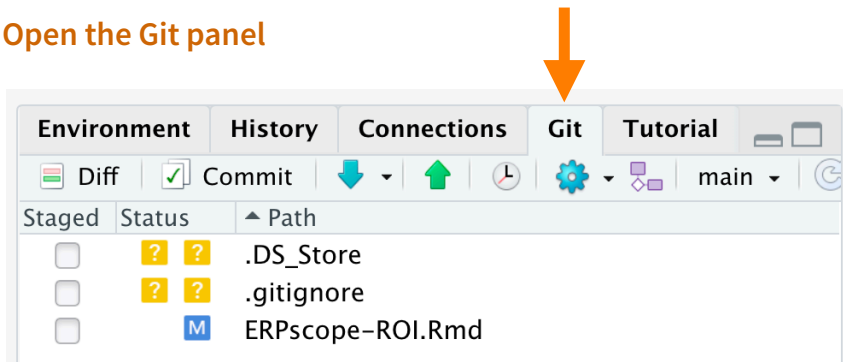 Open the Git panel
Environment History Connections Git Tutorial
Diff Commit main
Staged Status Path
? ? .DS_Store
? ? .gitignore
M ERPscope-ROI.Rmd